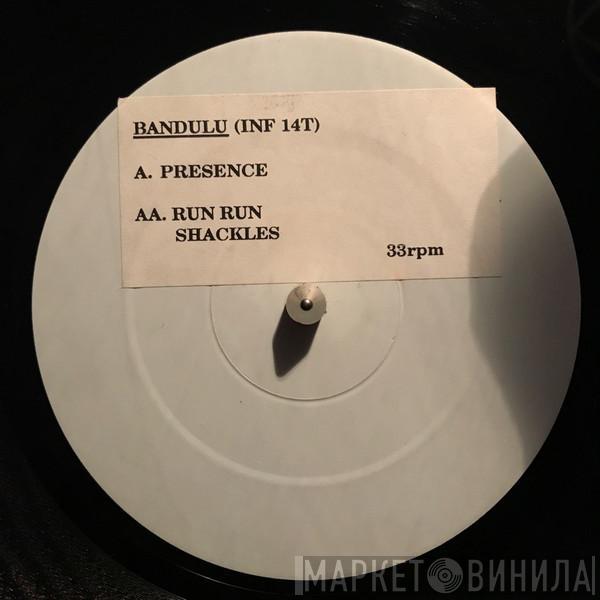 BANDULU (INF 14T)
A. PRESENCE
AA. RUN RUN
SHACKLES
33rpm
МАРКЕТ ВИНИЛА